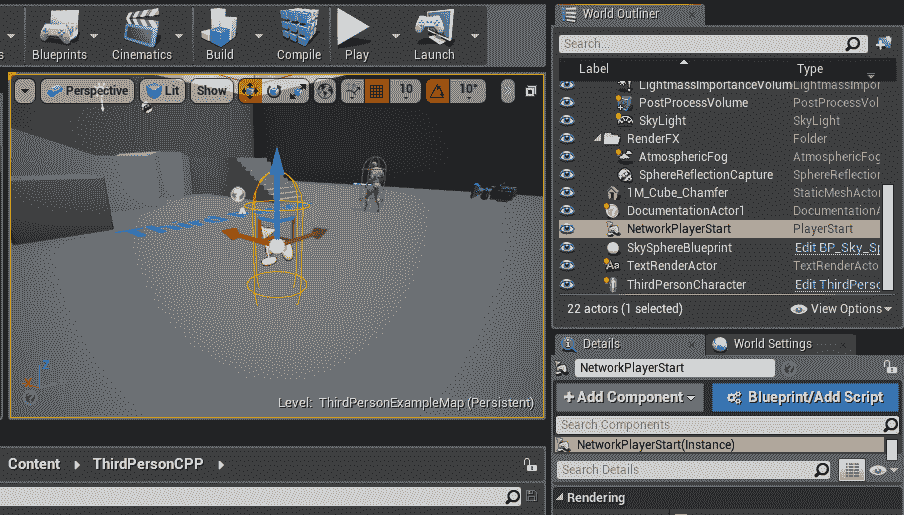 Blueprints Cinematics Build Compile Play Launch
Perspective Lit Show 10 10°
Level: ThirdPersonExampleMap (Persistent)
Content ThirdPersonCPP
World Outliner
Search...
Label Type
LightmassImportanceVolum LightmassImpor
PostProcessVolume PostProcessVol
SkyLight SkyLight
RenderFX Folder
AtmosphericFog AtmosphericFog
SphereReflectionCapture SphereReflection
1M_Cube_Chamfer StaticMeshActor
DocumentationActor1 DocumentationA
NetworkPlayerStart PlayerStart
SkySphereBlueprint Edit BP_Sky_Sp
TextRenderActor TextRenderActo
ThirdPersonCharacter Edit ThirdPerso
22 actors (1 selected) View Options
Details World Settings
NetworkPlayerStart
+Add Component Blueprint/Add Script
Search Components
NetworkPlayerStart(Instance)
Search Details
Rendering